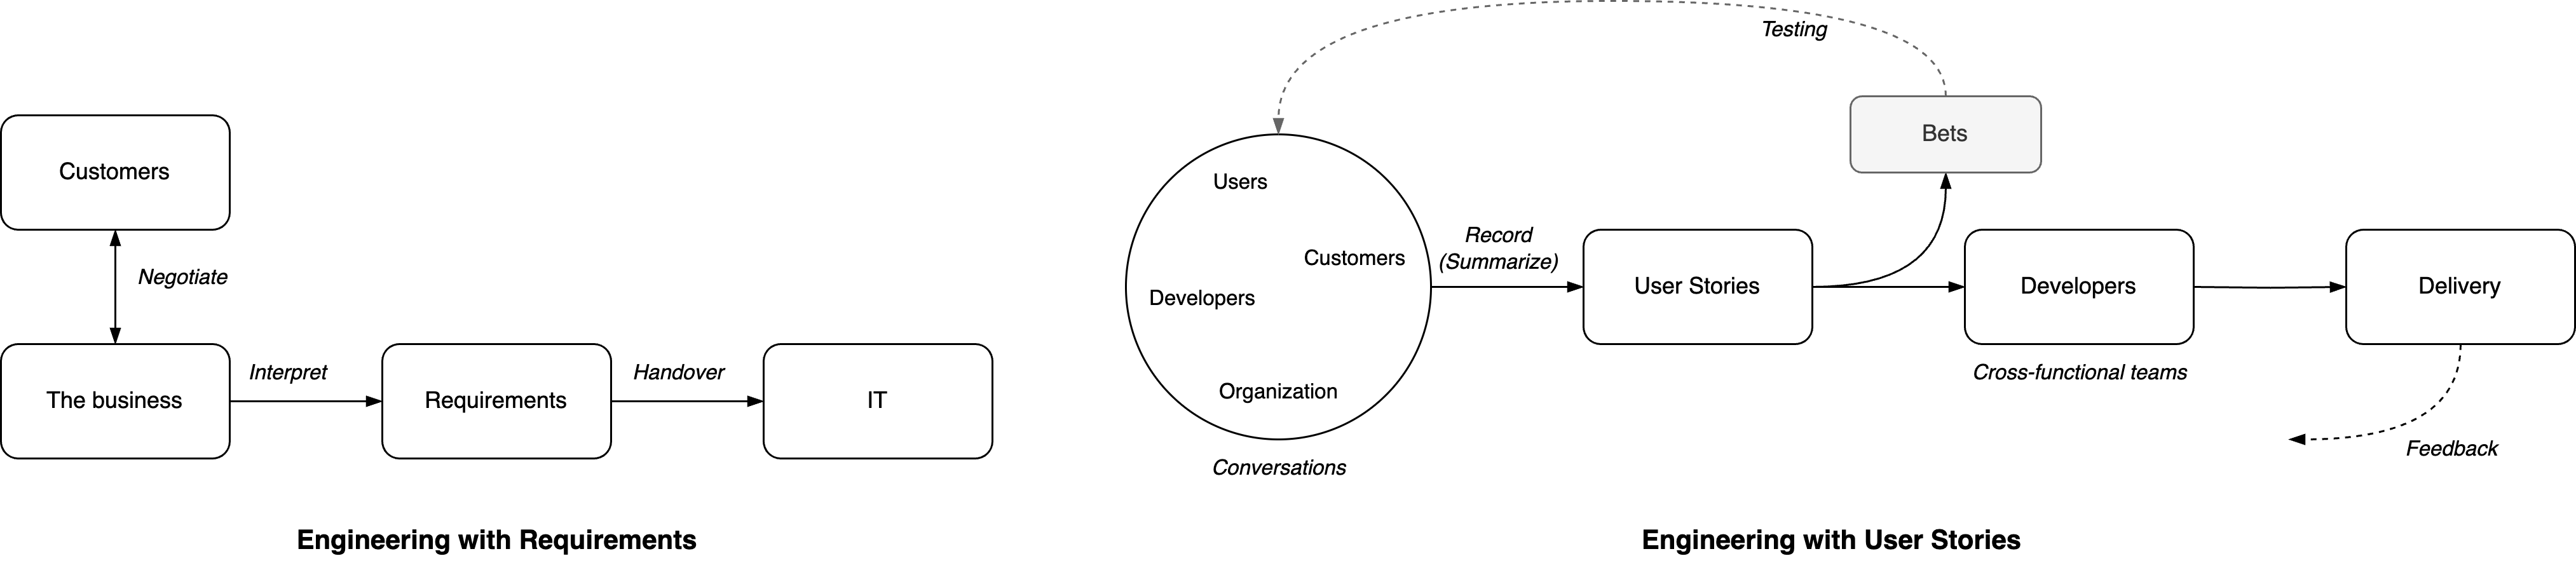 Customers
Negotiate
The business
Interpret
Requirements
Handover
IT
Engineering with Requirements
Testing
Bets
Users
Customers
Developers
Organization
Conversations
Record
(Summarize)
User Stories
Developers
Cross-functional teams
Delivery
Feedback
Engineering with User Stories